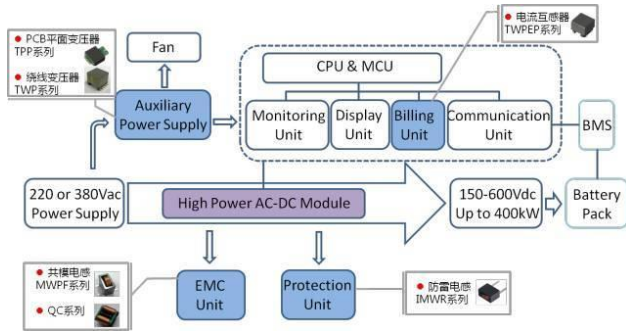 PCB平面变压器
TPP系列
绕线变压器
TWP系列
Fan
电流互感器
TWPEP系列
CPU & MCU
Auxiliary
Power Supply
Monitoring
Unit
Display
Unit
Billing
Unit
Communication
Unit
BMS
220 or 380Vac
Power Supply
High Power AC-DC Module
150-600Vdc
Up to 400kW
Battery
Pack
共模电感
MWPF系列
QC系列
EMC
Unit
Protection
Unit
防雷电感
IMWR系列